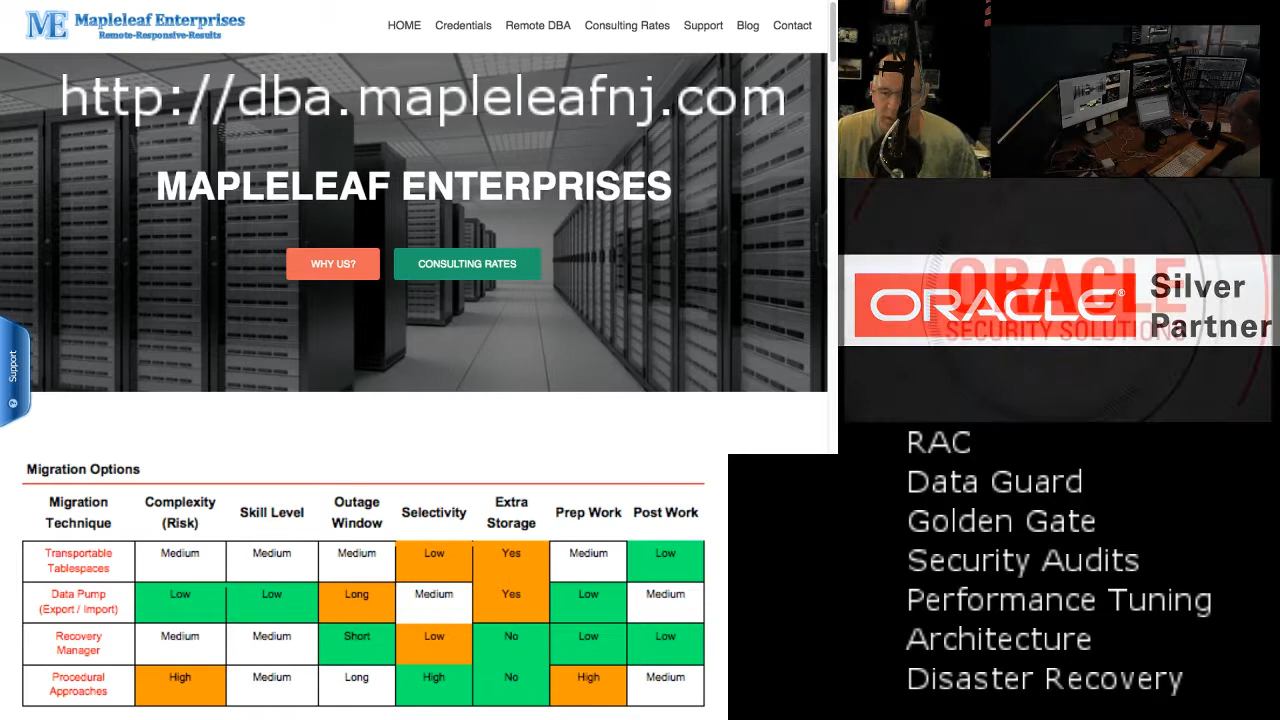 ME Mapleleaf Enterprises
Remote-Responsive-Results
HOME Credentials Remote DBA Consulting Rates Support Blog Contact
http://dba.mapleleafnj.com
MAPLELEAF ENTERPRISES
WHY US? CONSULTING RATES
Support
ORACLE
SECURITY SOLUTIONS
ORACLE® Silver
Partner
Migration Options
Migration Technique Complexity (Risk) Skill Level Outage Window Selectivity Extra Storage Prep Work Post Work
Transportable Tablespaces Medium Medium Medium Low Yes Medium Low
Data Pump (Export / Import) Low Low Long Medium Yes Low Medium
Recovery Manager Medium Medium Short Low No Low Low
Procedural Approaches High Medium Long High No High Medium
RAC
Data Guard
Golden Gate
Security Audits
Performance Tuning
Architecture
Disaster Recovery